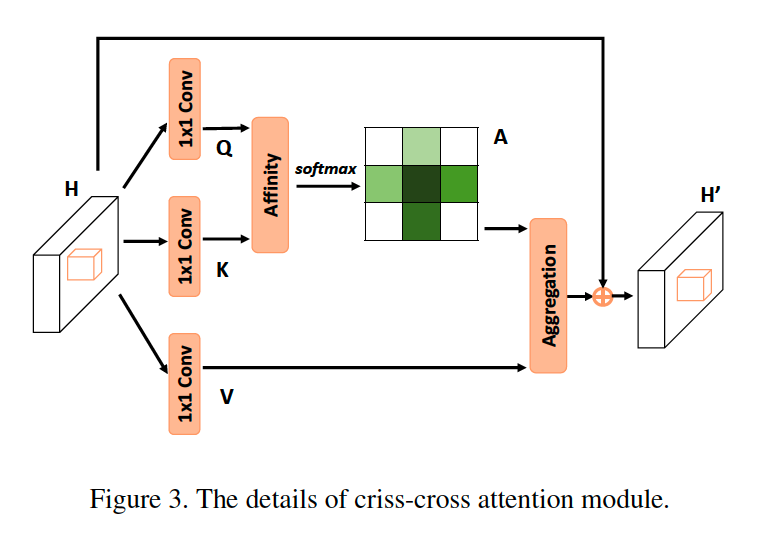 H
1x1 Conv
Q
1x1 Conv
K
1x1 Conv
V
Affinity
softmax
A
Aggregation
H’
Figure 3. The details of criss-cross attention module.